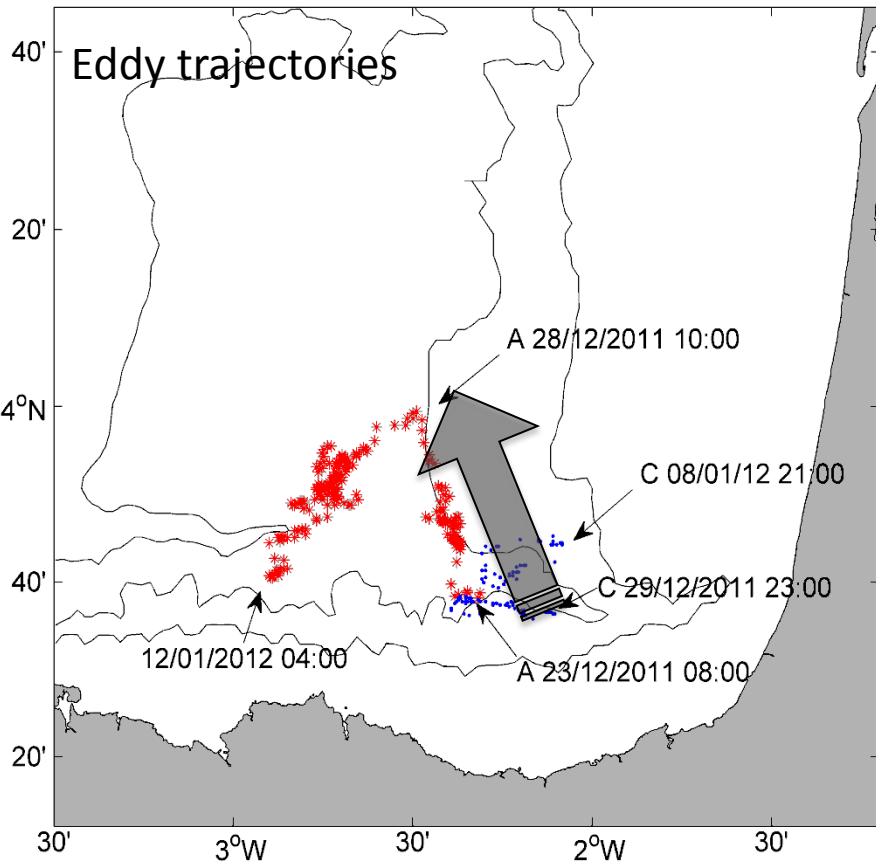 40'
Eddy trajectories
20'
A 28/12/2011 10:00
4°N
C 08/01/12 21:00
40'
C 29/12/2011 23:00
12/01/2012 04:00
A 23/12/2011 08:00
20'
30' 3°W 30' 2°W 30'